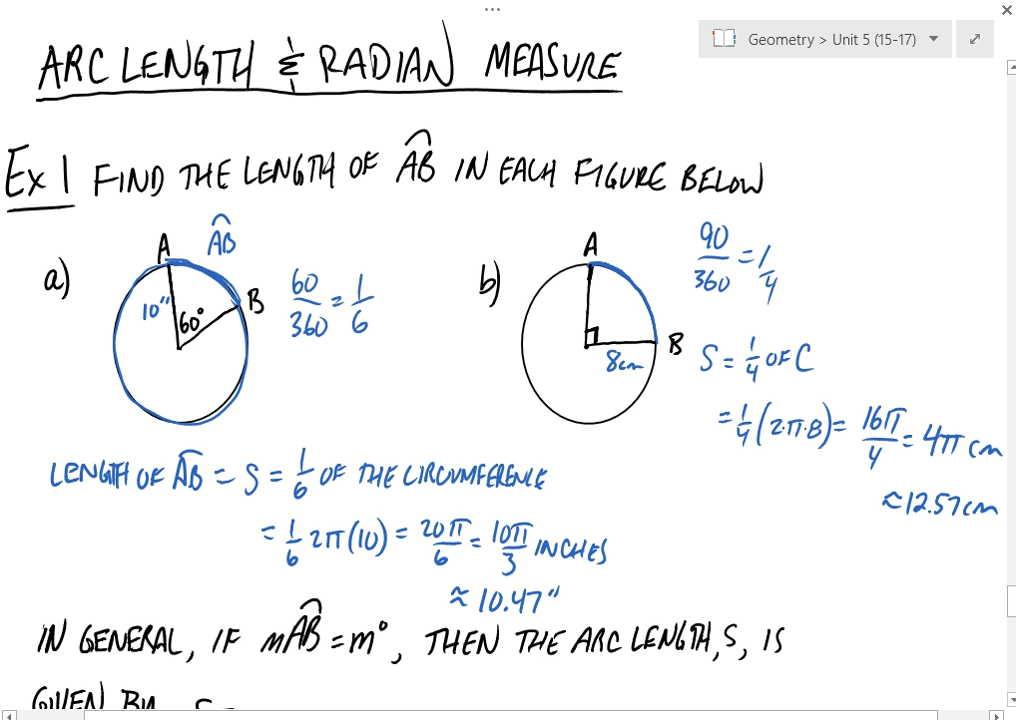 Geometry > Unit 5 (15-17)
ARC LENGTH & RADIAN MEASURE
Ex 1 FIND THE LENGTH OF AB IN EACH FIGURE BELOW
a)
A
AB
10"
60°
B
60/360 = 1/6
LENGTH OF AB = S = 1/6 OF THE CIRCUMFERENCE
= 1/6 2π(10) = 20π/6 = 10π/3 INCHES
≈ 10.47"
b)
A
B
8cm
90/360 = 1/4
S = 1/4 OF C
= 1/4 (2·π·8) = 16π/4 = 4π cm
≈ 12.57cm
IN GENERAL, IF mAB = m°, THEN THE ARC LENGTH, S, IS
GIVEN BY